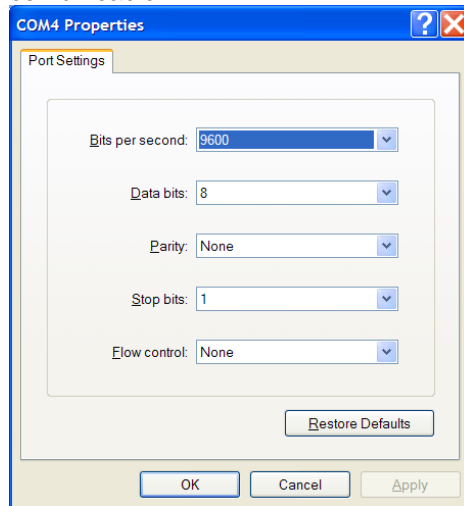 COM4 Properties
Port Settings
Bits per second: 9600
Data bits: 8
Parity: None
Stop bits: 1
Flow control: None
Restore Defaults
OK Cancel Apply